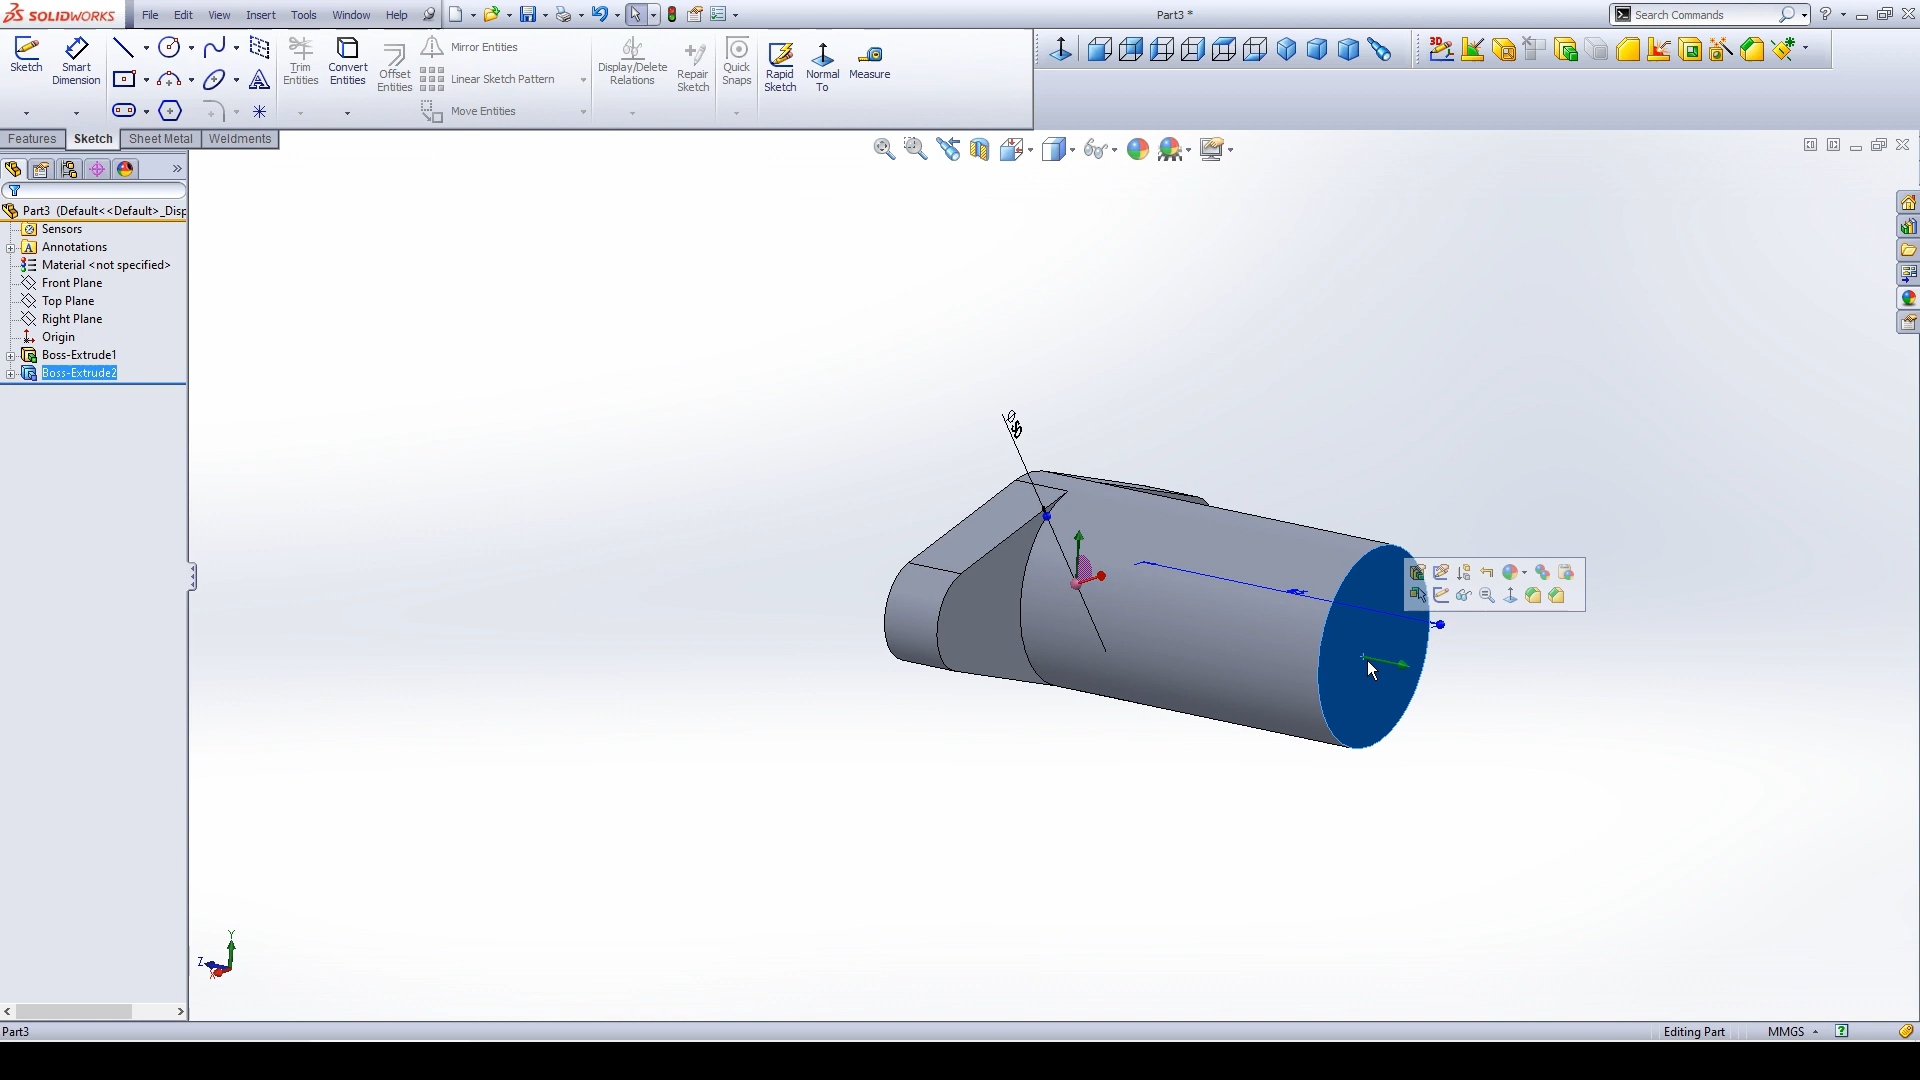 SOLIDWORKS
File Edit View Insert Tools Window Help
Part3 *
Search Commands
Sketch
Smart Dimension
Trim Entities
Convert Entities
Offset Entities
Mirror Entities
Linear Sketch Pattern
Move Entities
Display/Delete Relations
Repair Sketch
Quick Snaps
Rapid Sketch
Normal To
Measure
Features Sketch Sheet Metal Weldments
Part3 (Default<<Default>_Disp
Sensors
Annotations
Material <not specified>
Front Plane
Top Plane
Right Plane
Origin
Boss-Extrude1
Boss-Extrude2
Y
Z
X
Part3
Editing Part
MMGS